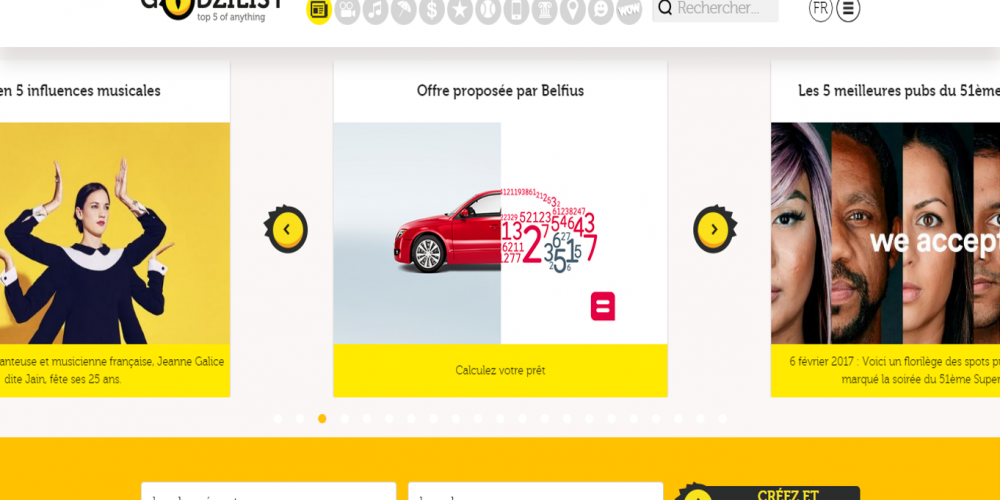 GODZILIST
top 5 of anything
Rechercher...
FR
en 5 influences musicales
Offre proposée par Belfius
Les 5 meilleures pubs du 51ème
we accept
anteuse et musicienne française, Jeanne Galice
dite Jain, fête ses 25 ans.
Calculez votre prêt
6 février 2017 : Voici un florilège des spots
marqué la soirée du 51ème Super
CRÉEZ ET